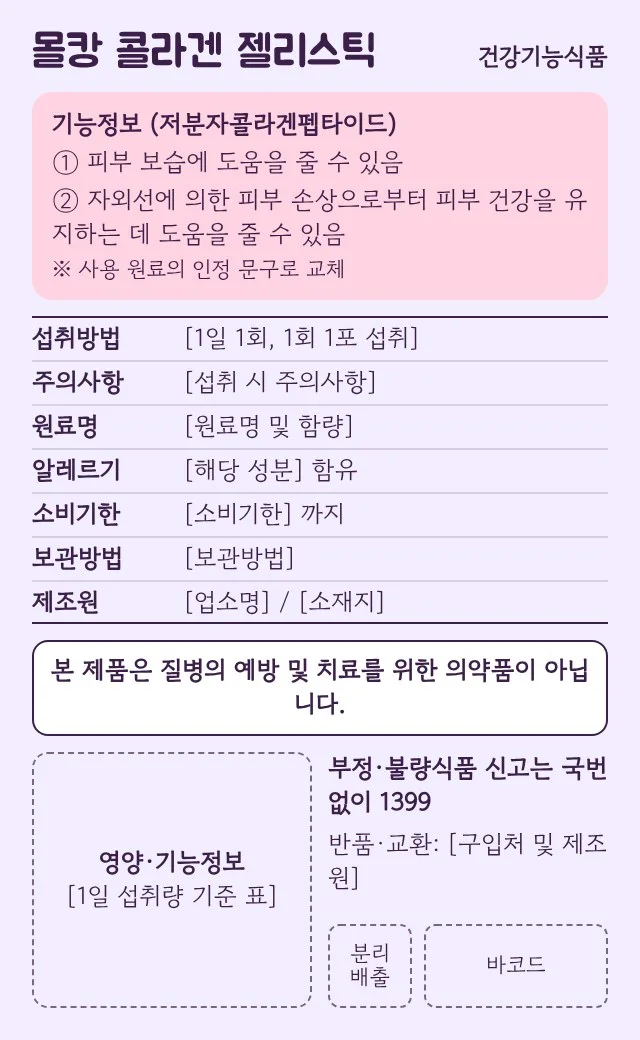 몰캉 콜라겐 젤리스틱
건강기능식품
기능정보 (저분자콜라겐펩타이드)
① 피부 보습에 도움을 줄 수 있음
② 자외선에 의한 피부 손상으로부터 피부 건강을 유
지하는 데 도움을 줄 수 있음
※ 사용 원료의 인정 문구로 교체
섭취방법 [1일 1회, 1회 1포 섭취]
주의사항 [섭취 시 주의사항]
원료명 [원료명 및 함량]
알레르기 [해당 성분] 함유
소비기한 [소비기한] 까지
보관방법 [보관방법]
제조원 [업소명] / [소재지]
본 제품은 질병의 예방 및 치료를 위한 의약품이 아닙
니다.
영양·기능정보
[1일 섭취량 기준 표]
부정·불량식품 신고는 국번
없이 1399
반품·교환: [구입처 및 제조
원]
분리
배출
바코드